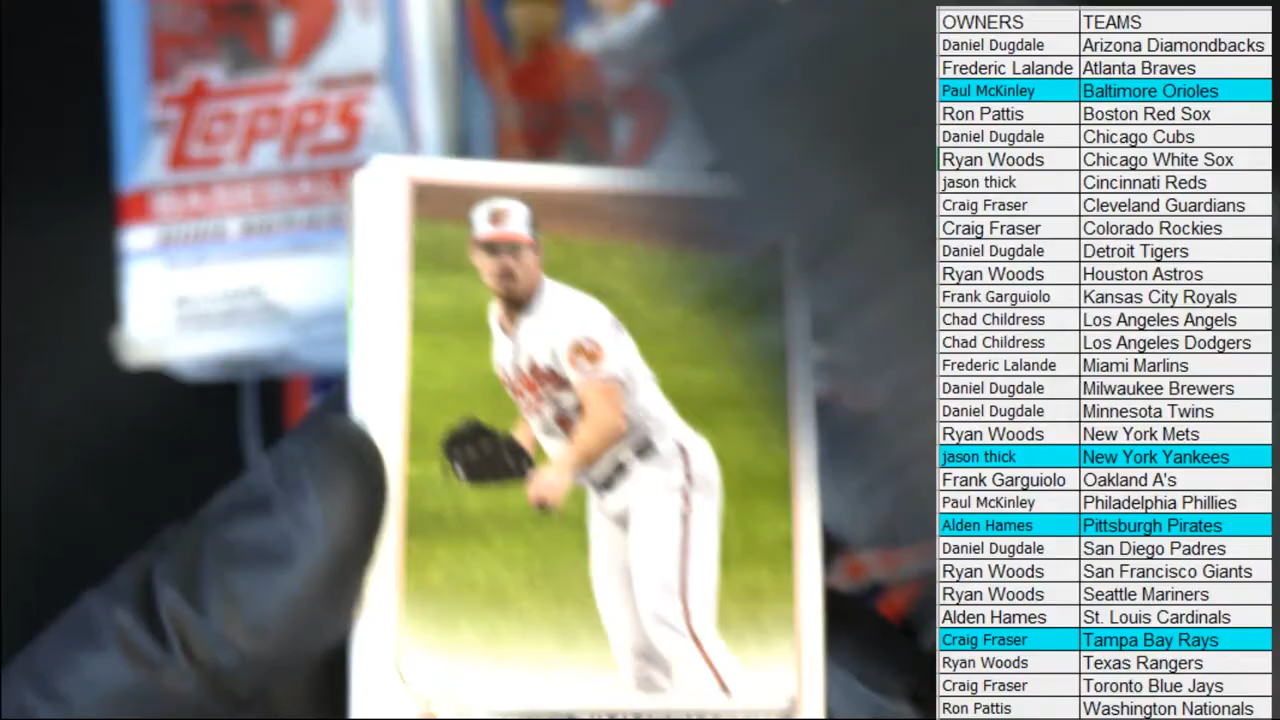 TOPPS
BASEBALL
OWNERS TEAMS
Daniel Dugdale Arizona Diamondbacks
Frederic Lalande Atlanta Braves
Paul McKinley Baltimore Orioles
Ron Pattis Boston Red Sox
Daniel Dugdale Chicago Cubs
Ryan Woods Chicago White Sox
jason thick Cincinnati Reds
Craig Fraser Cleveland Guardians
Craig Fraser Colorado Rockies
Daniel Dugdale Detroit Tigers
Ryan Woods Houston Astros
Frank Garguiolo Kansas City Royals
Chad Childress Los Angeles Angels
Chad Childress Los Angeles Dodgers
Frederic Lalande Miami Marlins
Daniel Dugdale Milwaukee Brewers
Daniel Dugdale Minnesota Twins
Ryan Woods New York Mets
jason thick New York Yankees
Frank Garguiolo Oakland A's
Paul McKinley Philadelphia Phillies
Alden Hames Pittsburgh Pirates
Daniel Dugdale San Diego Padres
Ryan Woods San Francisco Giants
Ryan Woods Seattle Mariners
Alden Hames St. Louis Cardinals
Craig Fraser Tampa Bay Rays
Ryan Woods Texas Rangers
Craig Fraser Toronto Blue Jays
Ron Pattis Washington Nationals